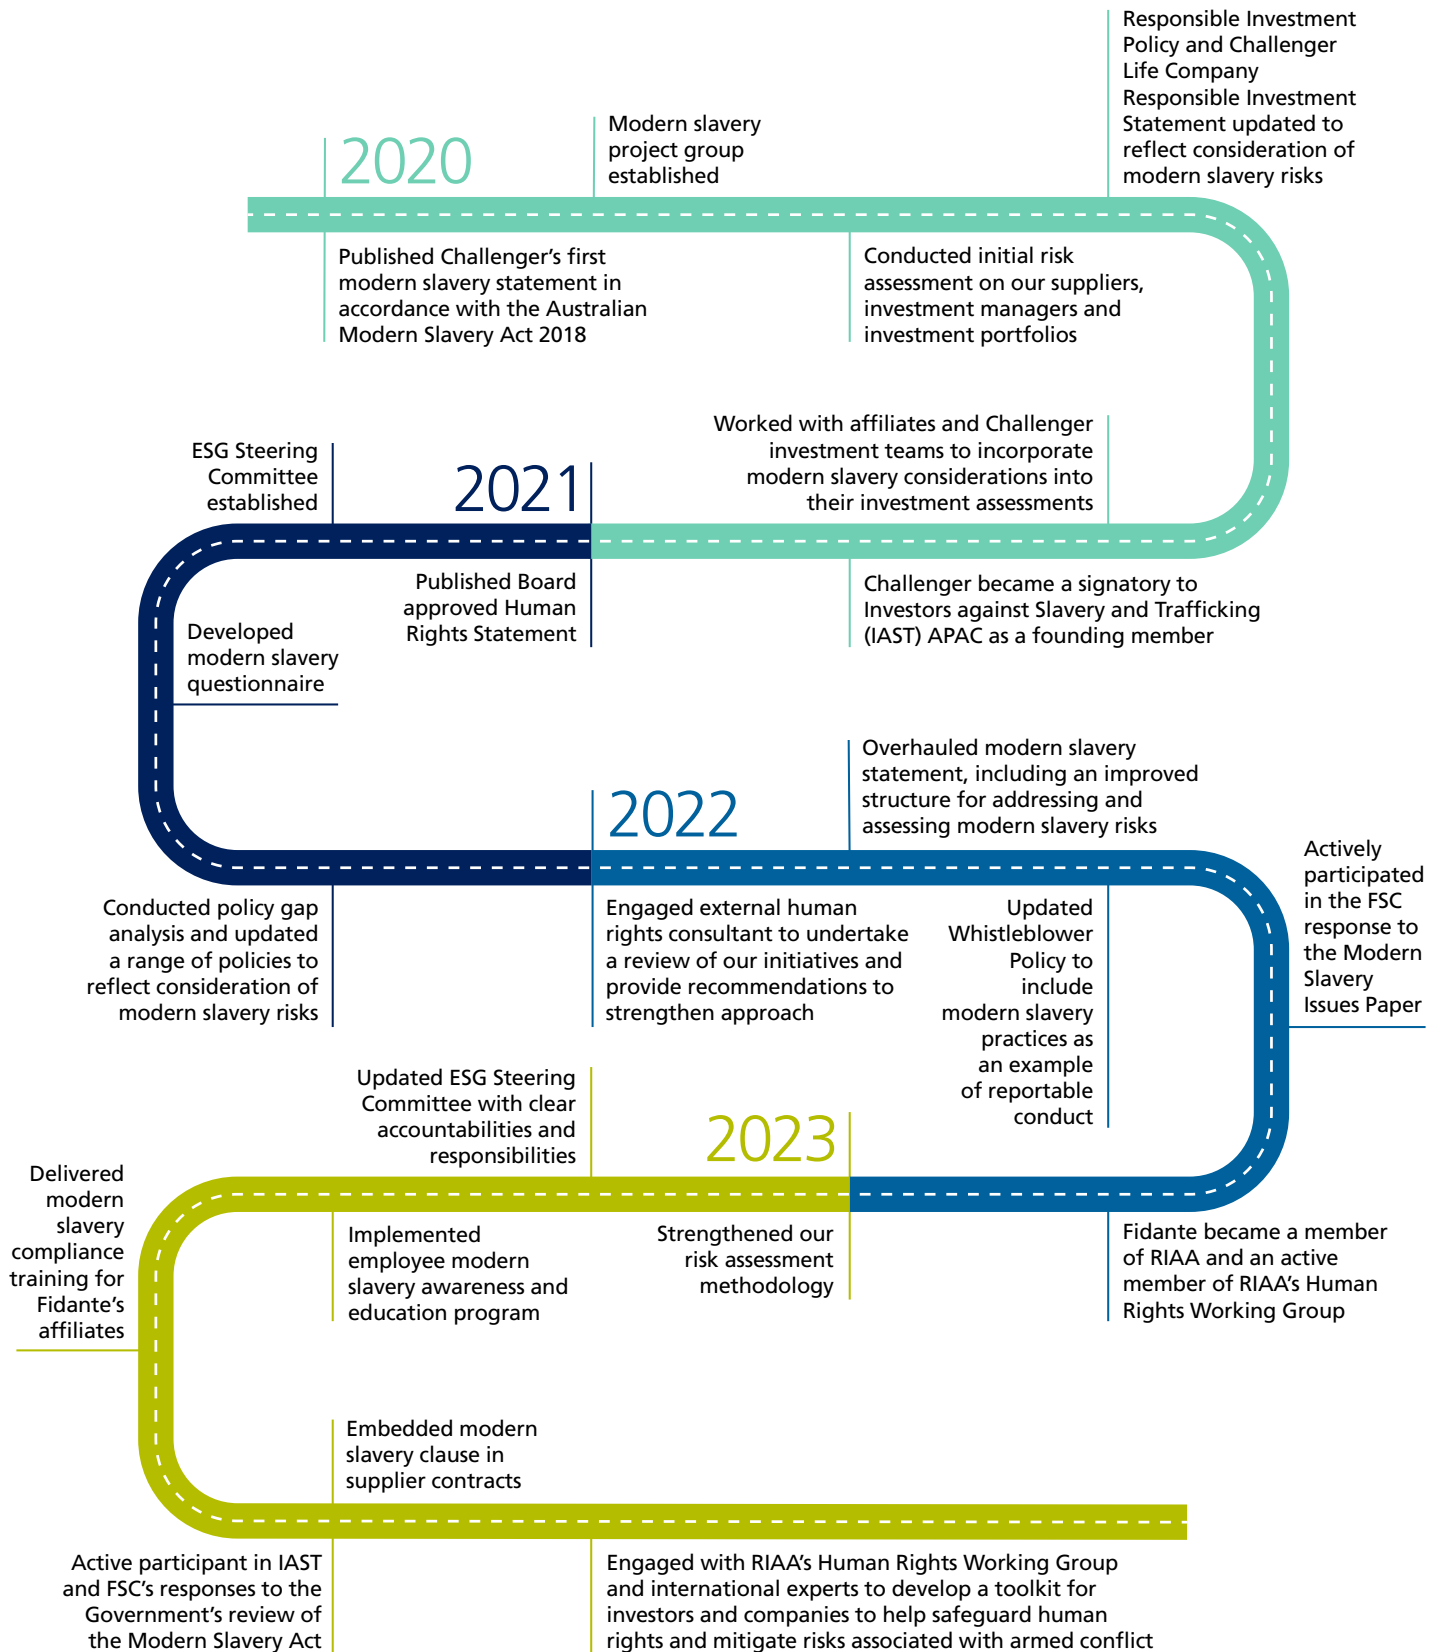 2020
Published Challenger’s first
modern slavery statement in
accordance with the Australian
Modern Slavery Act 2018
Modern slavery
project group
established
Conducted initial risk
assessment on our suppliers,
investment managers and
investment portfolios
Responsible Investment
Policy and Challenger
Life Company
Responsible Investment
Statement updated to
reflect consideration of
modern slavery risks
Worked with affiliates and Challenger
investment teams to incorporate
modern slavery considerations into
their investment assessments
Challenger became a signatory to
Investors against Slavery and Trafficking
(IAST) APAC as a founding member
2021
Published Board
approved Human
Rights Statement
ESG Steering
Committee
established
Developed
modern slavery
questionnaire
Conducted policy gap
analysis and updated
a range of policies to
reflect consideration of
modern slavery risks
2022
Engaged external human
rights consultant to undertake
a review of our initiatives and
provide recommendations to
strengthen approach
Overhauled modern slavery
statement, including an improved
structure for addressing and
assessing modern slavery risks
Updated
Whistleblower
Policy to
include
modern slavery
practices as
an example
of reportable
conduct
Actively
participated
in the FSC
response to
the Modern
Slavery
Issues Paper
Fidante became a member
of RIAA and an active
member of RIAA’s Human
Rights Working Group
2023
Strengthened our
risk assessment
methodology
Updated ESG Steering
Committee with clear
accountabilities and
responsibilities
Implemented
employee modern
slavery awareness and
education program
Delivered
modern
slavery
compliance
training for
Fidante’s
affiliates
Embedded modern
slavery clause in
supplier contracts
Active participant in IAST
and FSC’s responses to the
Government’s review of
the Modern Slavery Act
Engaged with RIAA’s Human Rights Working Group
and international experts to develop a toolkit for
investors and companies to help safeguard human
rights and mitigate risks associated with armed conflict